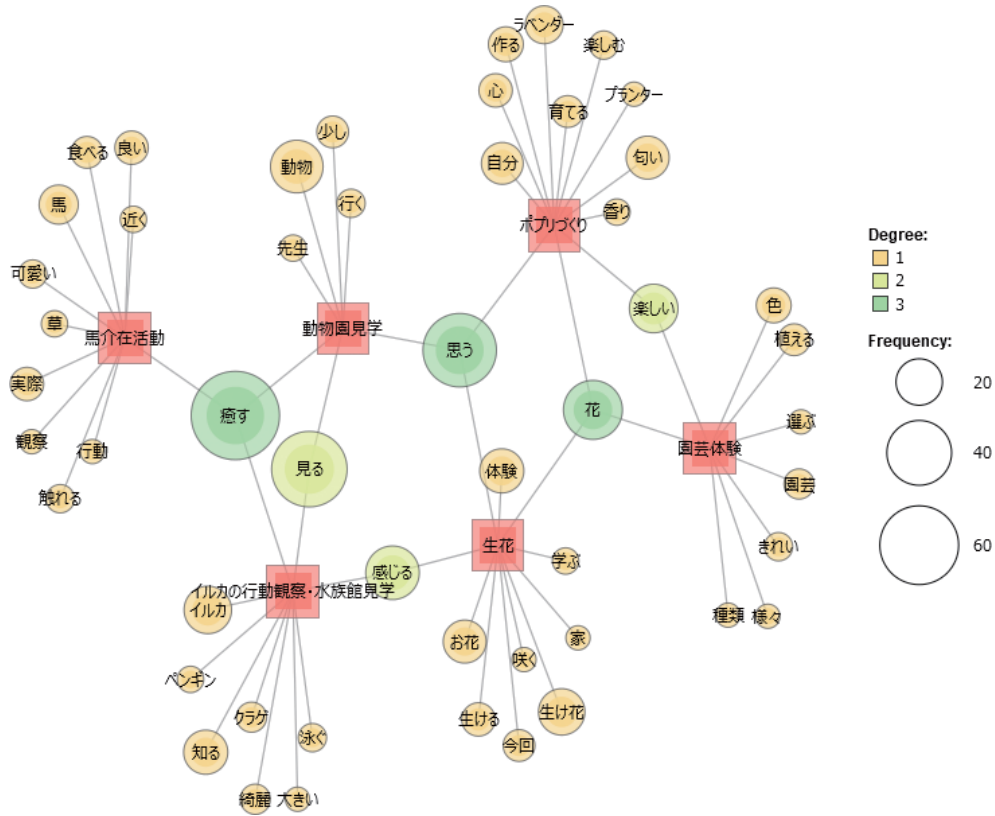 ラベンダー
作る
楽しむ
心
プランター
育てる
少し
食べる
良い
動物
自分
匂い
馬
近く
行く
香り
ポプリづくり
先生
可愛い
草
馬介在活動
動物園見学
思う
楽しい
色
植える
実際
癒す
花
選ぶ
観察
行動
園芸体験
見る
体験
園芸
触れる
生花
学ぶ
きれい
感じる
イルカの行動観察・水族館見学
イルカ
種類
様々
お花
家
咲く
ペンギン
クラゲ
生ける
生け花
知る
泳ぐ
今回
綺麗
大きい
Degree:
1
2
3
Frequency:
20
40
60